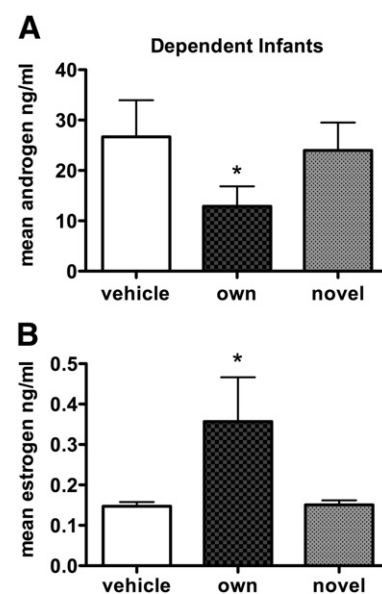 A
Dependent Infants
mean androgen ng/ml
40
30
20
10
0
*
vehicle own novel
B
mean estrogen ng/ml
0.5
0.4
0.3
0.2
0.1
0.0
*
vehicle own novel